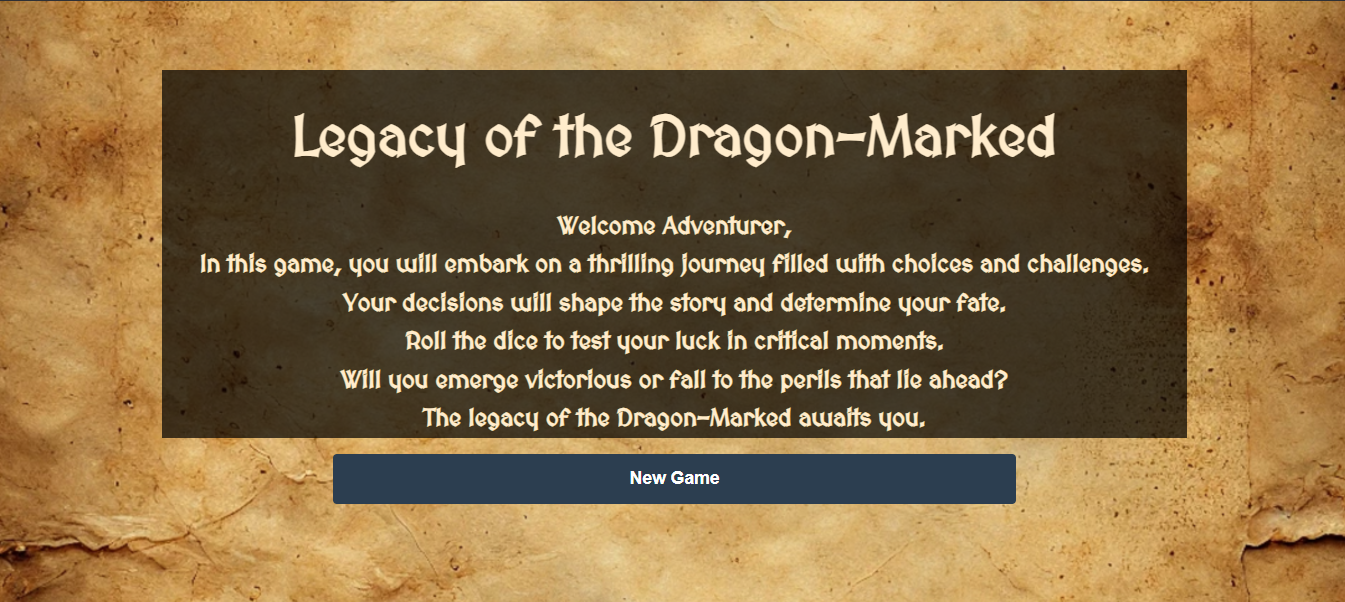 Legacy of the Dragon-Marked
Welcome Adventurer,
In this game, you will embark on a thrilling journey filled with choices and challenges.
Your decisions will shape the story and determine your fate.
Roll the dice to test your luck in critical moments.
Will you emerge victorious or fall to the perils that lie ahead?
The legacy of the Dragon-Marked awaits you.
New Game